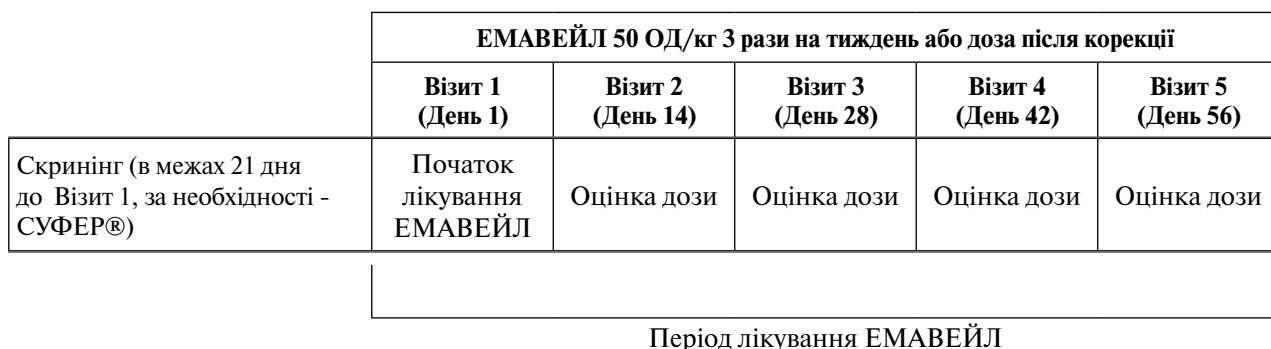 ЕМАВЕЙЛ 50 ОД/кг 3 рази на тиждень або доза після корекції
Візит 1 Візит 2 Візит 3 Візит 4 Візит 5
(День 1) (День 14) (День 28) (День 42) (День 56)
Скринінг (в межах 21 дня
до Візит 1, за необхідності -
СУФЕР®)
Початок
лікування
ЕМАВЕЙЛ
Оцінка дози Оцінка дози Оцінка дози Оцінка дози
Період лікування ЕМАВЕЙЛ